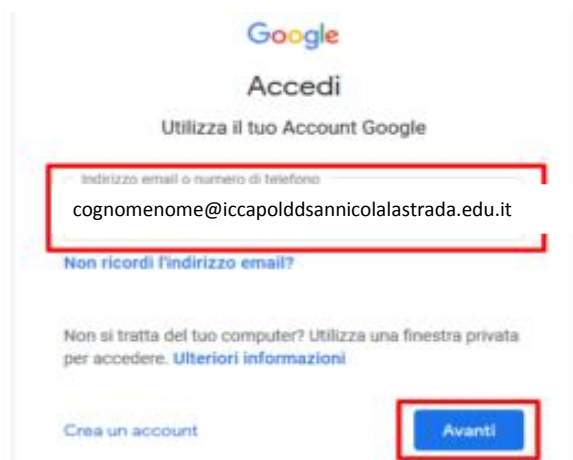 Google
Accedi
Utilizza il tuo Account Google
Indirizzo email o numero di telefono
cognomenome@iccapolddsannicolalastrada.edu.it
Non ricordi l'indirizzo email?
Non si tratta del tuo computer? Utilizza una finestra privata
per accedere. Ulteriori informazioni
Crea un account
Avanti